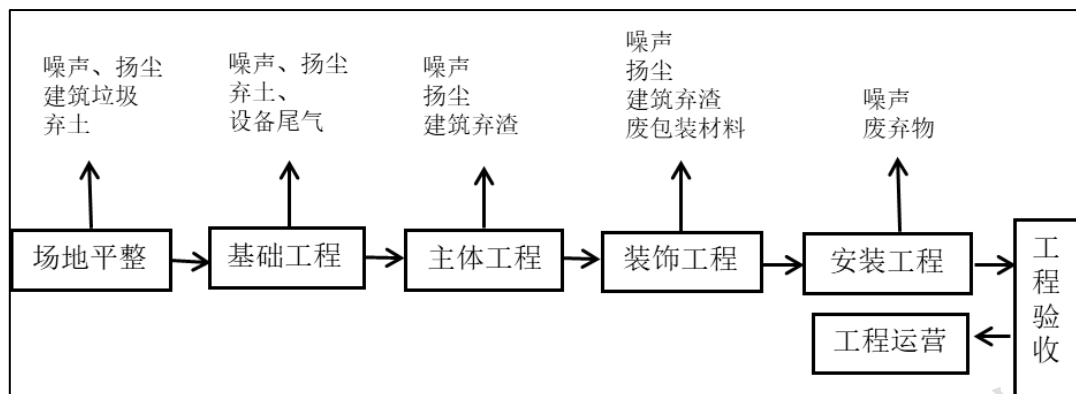 噪声、扬尘
建筑垃圾
弃土
噪声、扬尘
弃土、
设备尾气
噪声
扬尘
建筑弃渣
噪声
扬尘
建筑弃渣
废包装材料
噪声
废弃物
场地平整
基础工程
主体工程
装饰工程
安装工程
工程验收
工程运营